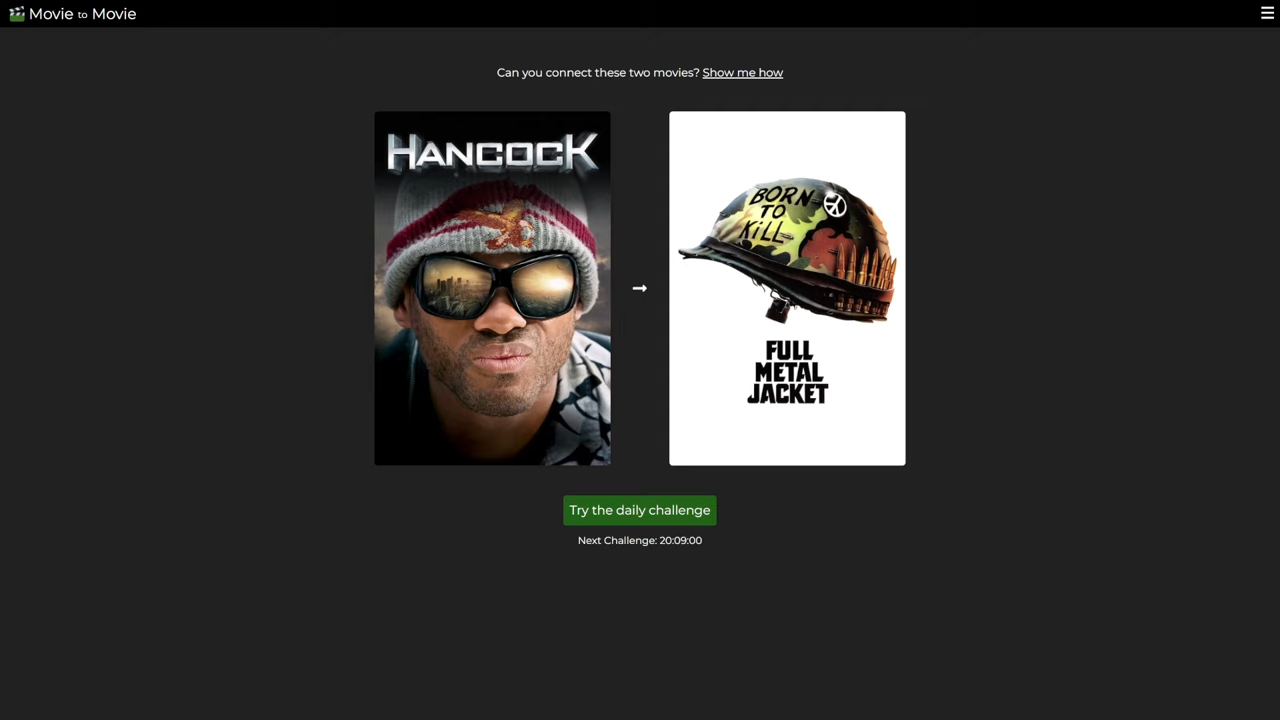 Movie to Movie
Can you connect these two movies? Show me how
HANCOCK
BORN
TO
KILL
FULL
METAL
JACKET
Try the daily challenge
Next Challenge: 20:09:00